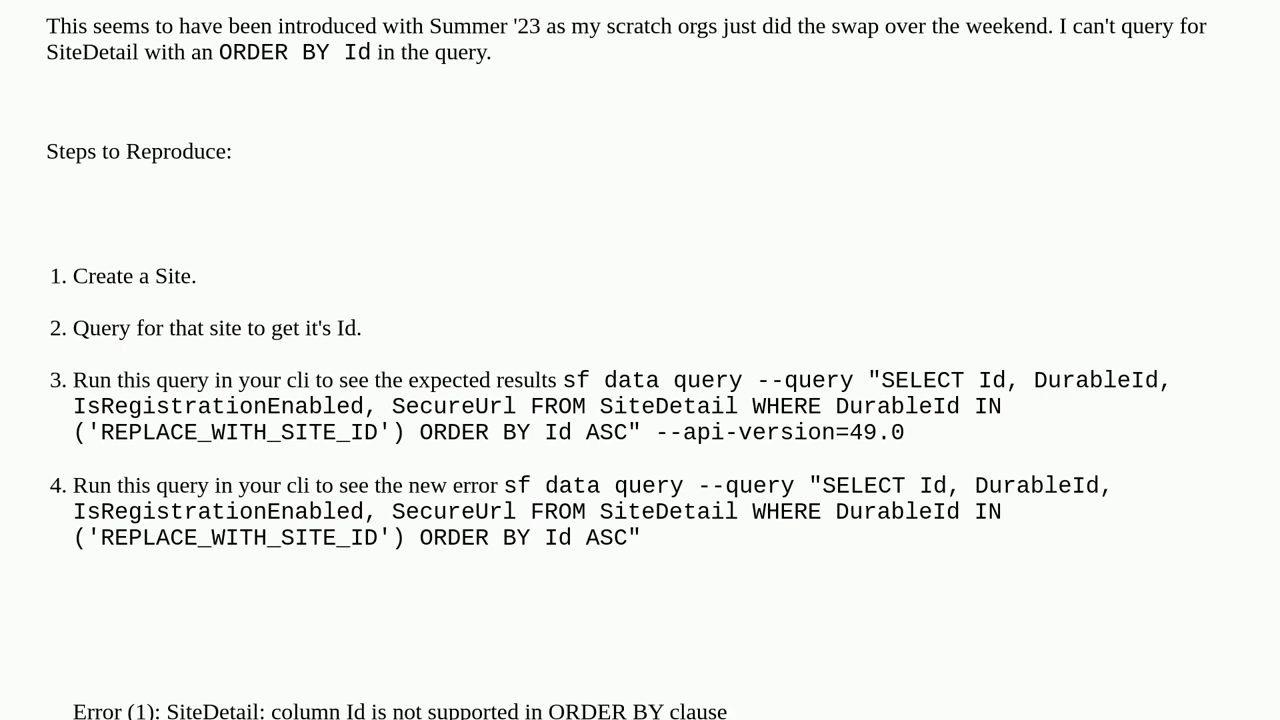 This seems to have been introduced with Summer '23 as my scratch orgs just did the swap over the weekend. I can't query for
SiteDetail with an ORDER BY Id in the query.
Steps to Reproduce:
1. Create a Site.
2. Query for that site to get it's Id.
3. Run this query in your cli to see the expected results sf data query --query "SELECT Id, DurableId,
IsRegistrationEnabled, SecureUrl FROM SiteDetail WHERE DurableId IN
('REPLACE_WITH_SITE_ID') ORDER BY Id ASC" --api-version=49.0
4. Run this query in your cli to see the new error sf data query --query "SELECT Id, DurableId,
IsRegistrationEnabled, SecureUrl FROM SiteDetail WHERE DurableId IN
('REPLACE_WITH_SITE_ID') ORDER BY Id ASC"
Error (1): SiteDetail: column Id is not supported in ORDER BY clause